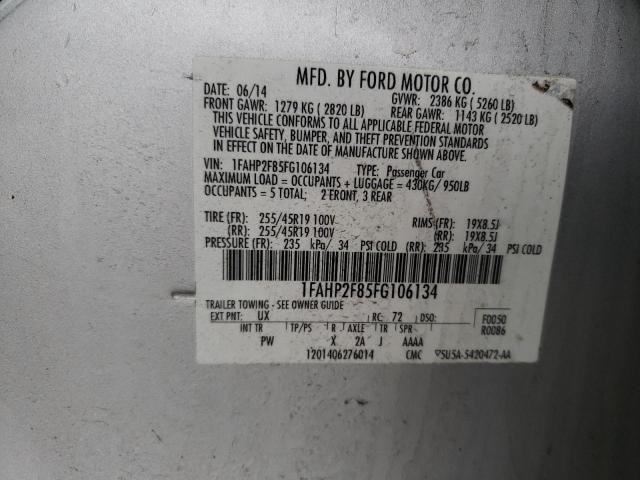 MFD. BY FORD MOTOR CO.
DATE: 06/14 GVWR: 2386 KG ( 5260 LB)
FRONT GAWR: 1279 KG ( 2820 LB) REAR GAWR: 1143 KG ( 2520 LB)
THIS VEHICLE CONFORMS TO ALL APPLICABLE FEDERAL MOTOR
VEHICLE SAFETY, BUMPER, AND THEFT PREVENTION STANDARDS
IN EFFECT ON THE DATE OF MANUFACTURE SHOWN ABOVE.
VIN: 1FAHP2F85FG106134 TYPE: Passenger Car
MAXIMUM LOAD = OCCUPANTS + LUGGAGE = 430KG/ 950LB
OCCUPANTS = 5 TOTAL; 2 FRONT, 3 REAR
TIRE (FR): 255/45R19 100V RIMS (FR): 19X8.5J
(RR): 255/45R19 100V (RR): 19X8.5J
PRESSURE (FR): 235 kPa/ 34 PSI COLD (RR): 235 kPa/ 34 PSI COLD
1FAHP2F85FG106134
TRAILER TOWING - SEE OWNER GUIDE
EXT PNT: UX RC: 72 DSO: F0050
INT TR TP/PS R AXLE TR SPR R0086
PW X 2A J AAAA
1201406276014 CMC 5U5A-5420472-AA